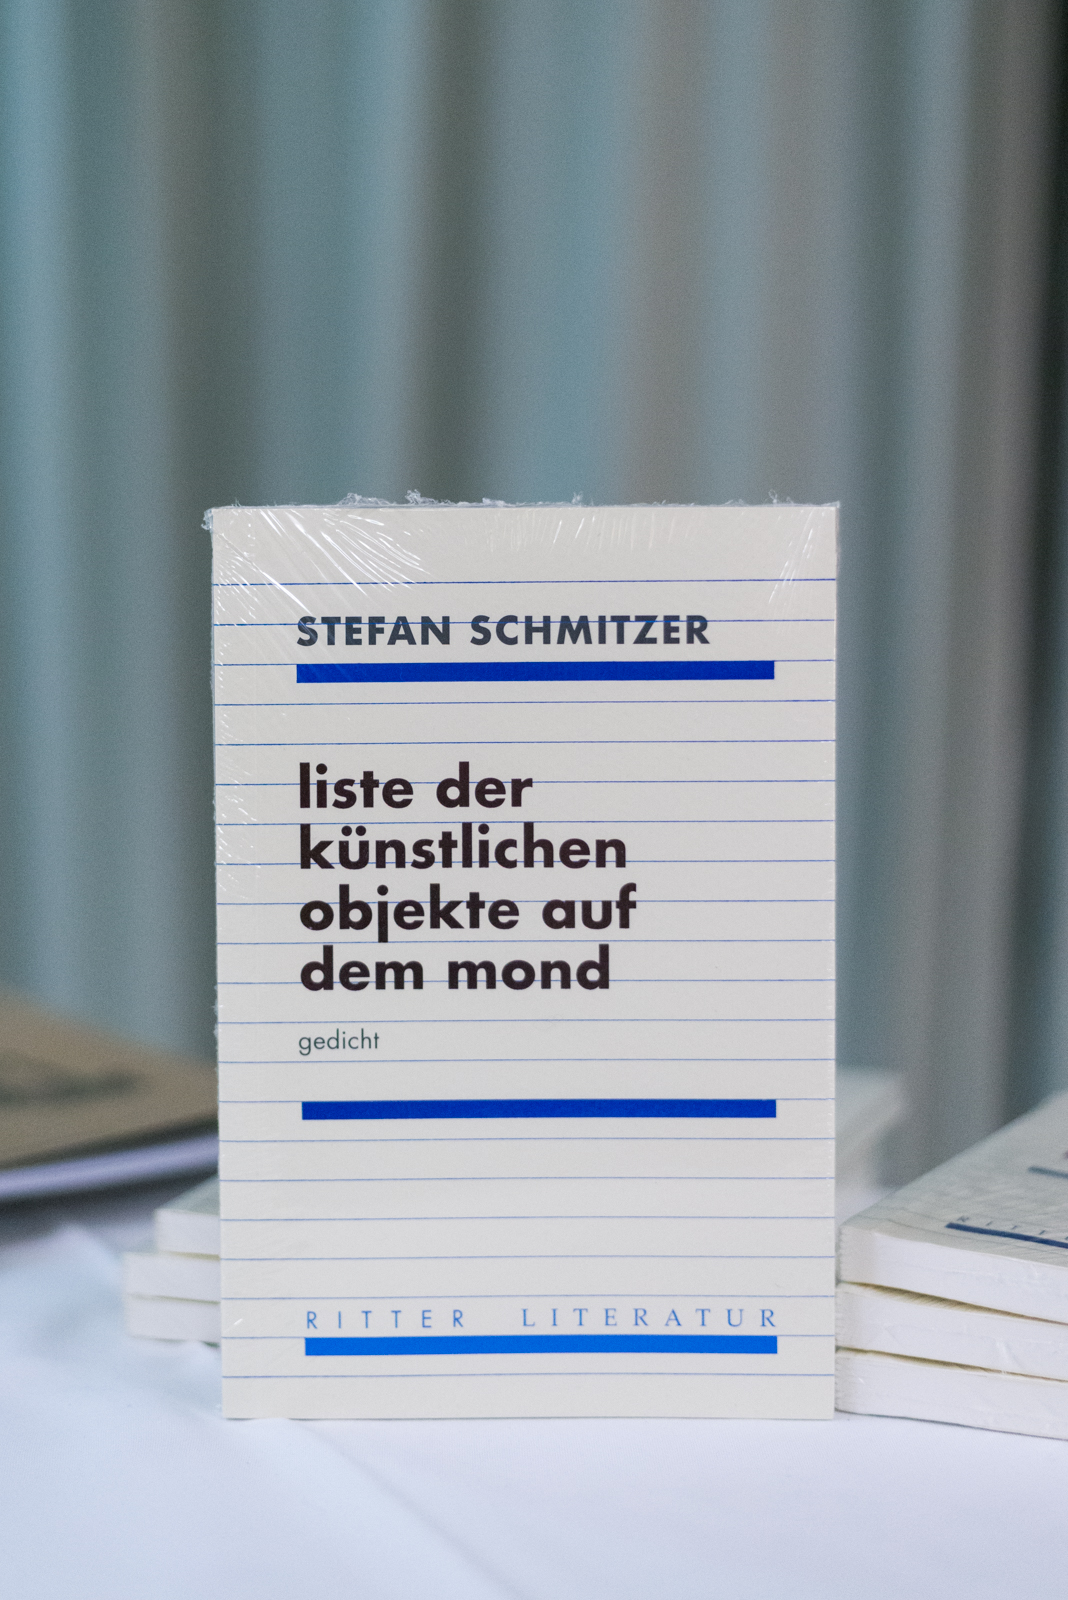 STEFAN SCHMITZER
liste der
künstlichen
objekte auf
dem mond
gedicht
RITTER LITERATUR